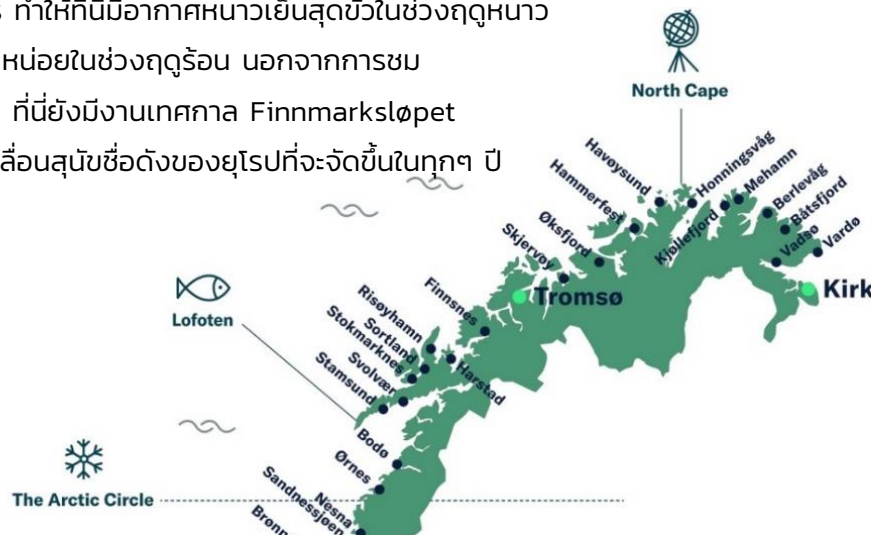 ทำให้ที่นี่มีอากาศหนาวเย็นสุดขั้วในช่วงฤดูหนาว
หน่อยในช่วงฤดูร้อน นอกจากการชม
ที่นี่ยังมีงานเทศกาล Finnmarksløpet
ลื่อนสุนัขชื่อดังของยุโรปที่จะจัดขึ้นในทุกๆ ปี
North Cape
Havøysund
Honningsvåg
Mehamn
Hammerfest
Berlevåg
Båtsfjord
Øksfjord
Kjøllefjord
Vadsø
Vardø
Skjervøy
Tromsø
Kirk
Finnsnes
Lofoten
Risøyhamn
Sortland
Stokmarknes
Harstad
Svolvær
Stamsund
Bodø
Ørnes
The Arctic Circle
Nesna
Sandnessjøen
Brønn